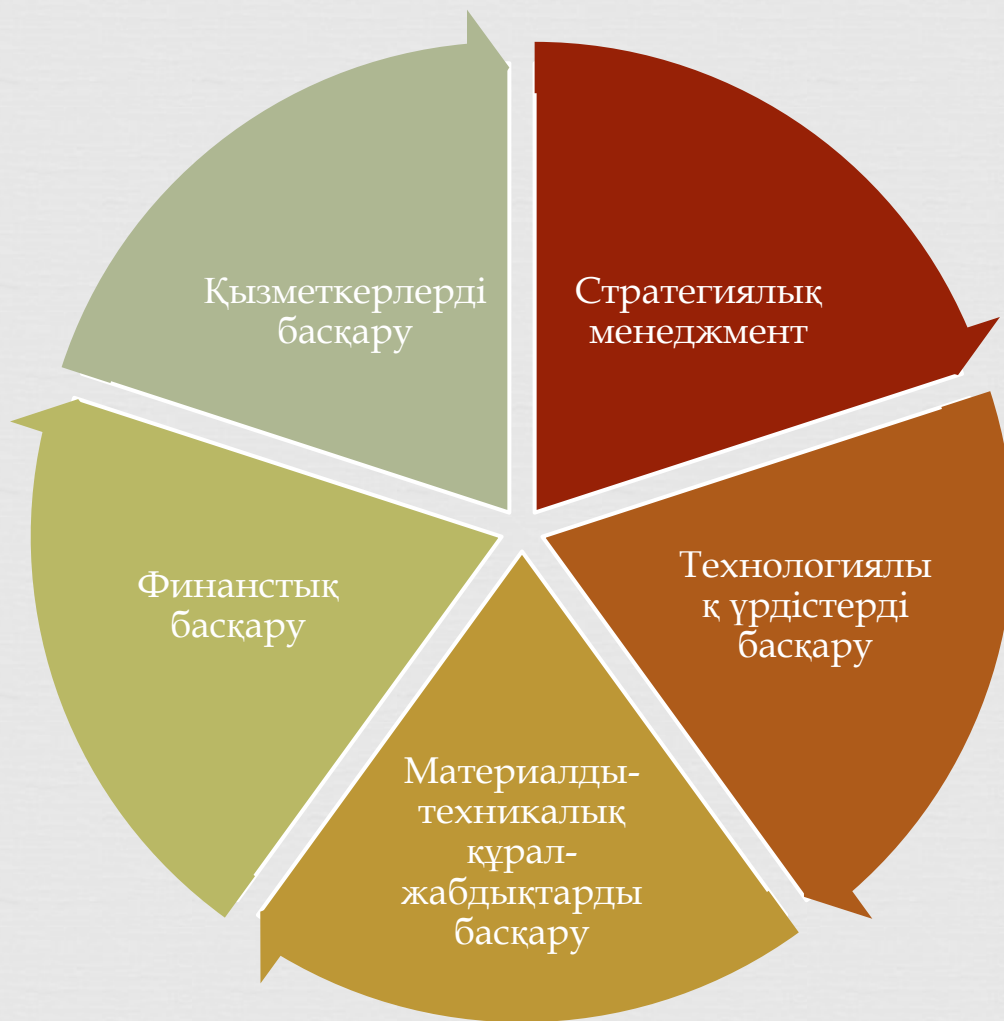 Стратегиялық
менеджмент
Технологиялы
қ үрдістерді
басқару
Материалды-
техникалық
құрал-
жабдықтарды
басқару
Финанстық
басқару
Қызметкерлерді
басқару